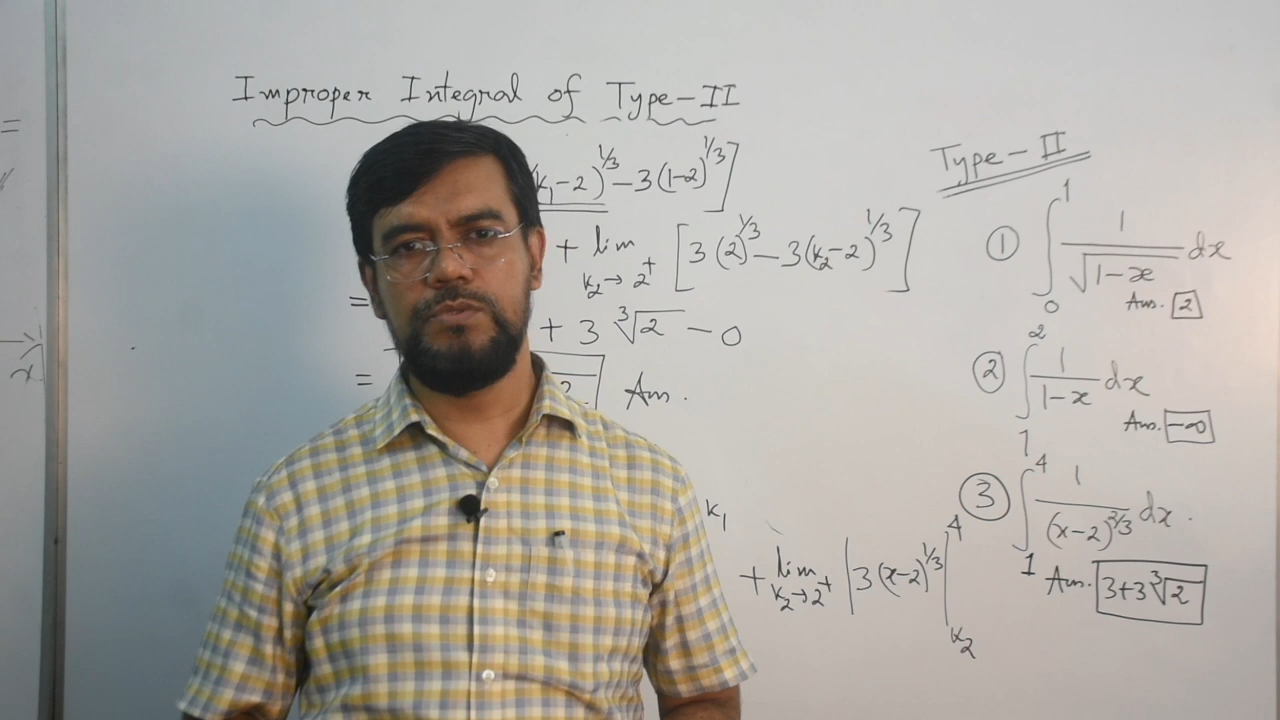 Improper Integral of Type-II
k₁-2)^1/3 -3(1-2)^1/3]
+ lim k₂→2⁺ [3(2)^1/3 -3(k₂-2)^1/3]
=
+ 3 ∛2 - 0
= Ans.
k₁
+ lim k₂→2⁺ |3(x-2)^1/3|
4
k₂
Type-II
① ∫₀¹ 1/√(1-x) dx
Ans. 2
② ∫₁² 1/(1-x) dx
Ans. -∞
③ ∫₁⁴ 1/(x-2)^2/3 dx.
Ans. 3+3∛2
=
x